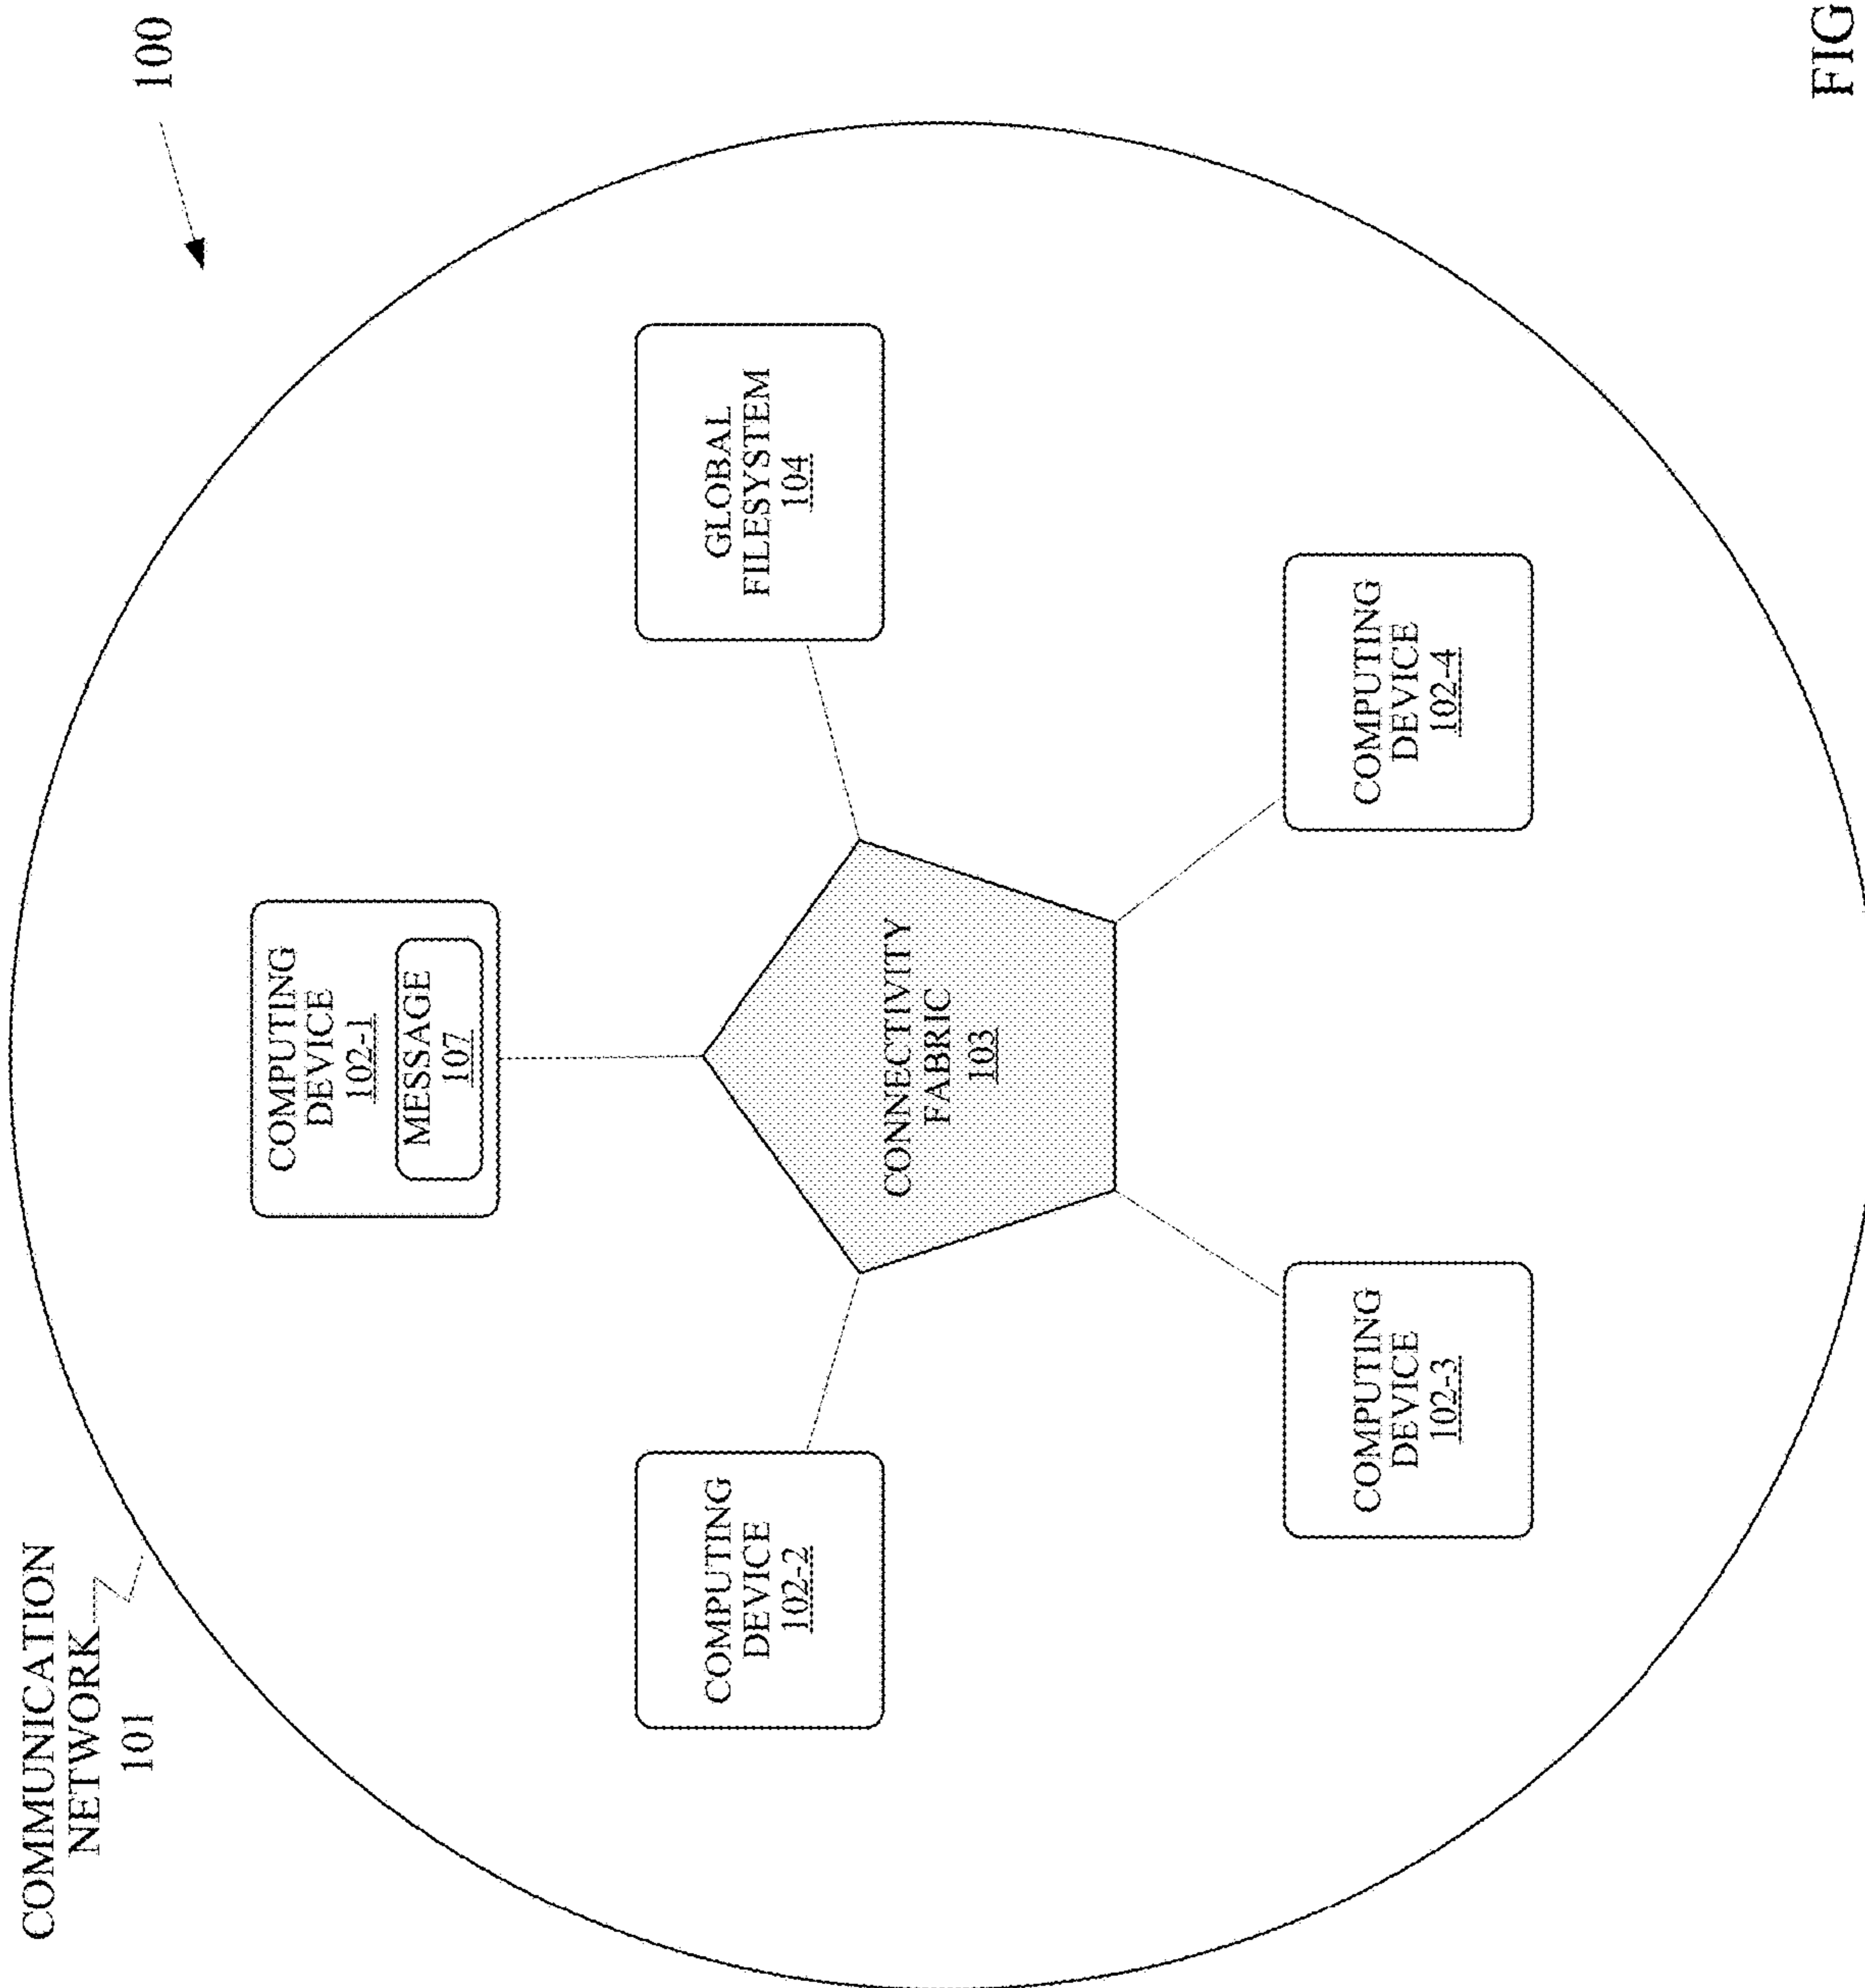 COMMUNICATION
NETWORK
101
100
COMPUTING
DEVICE
102-1
MESSAGE
107
COMPUTING
DEVICE
102-2
GLOBAL
FILESYSTEM
104
CONNECTIVITY
FABRIC
103
COMPUTING
DEVICE
102-3
COMPUTING
DEVICE
102-4
FIG